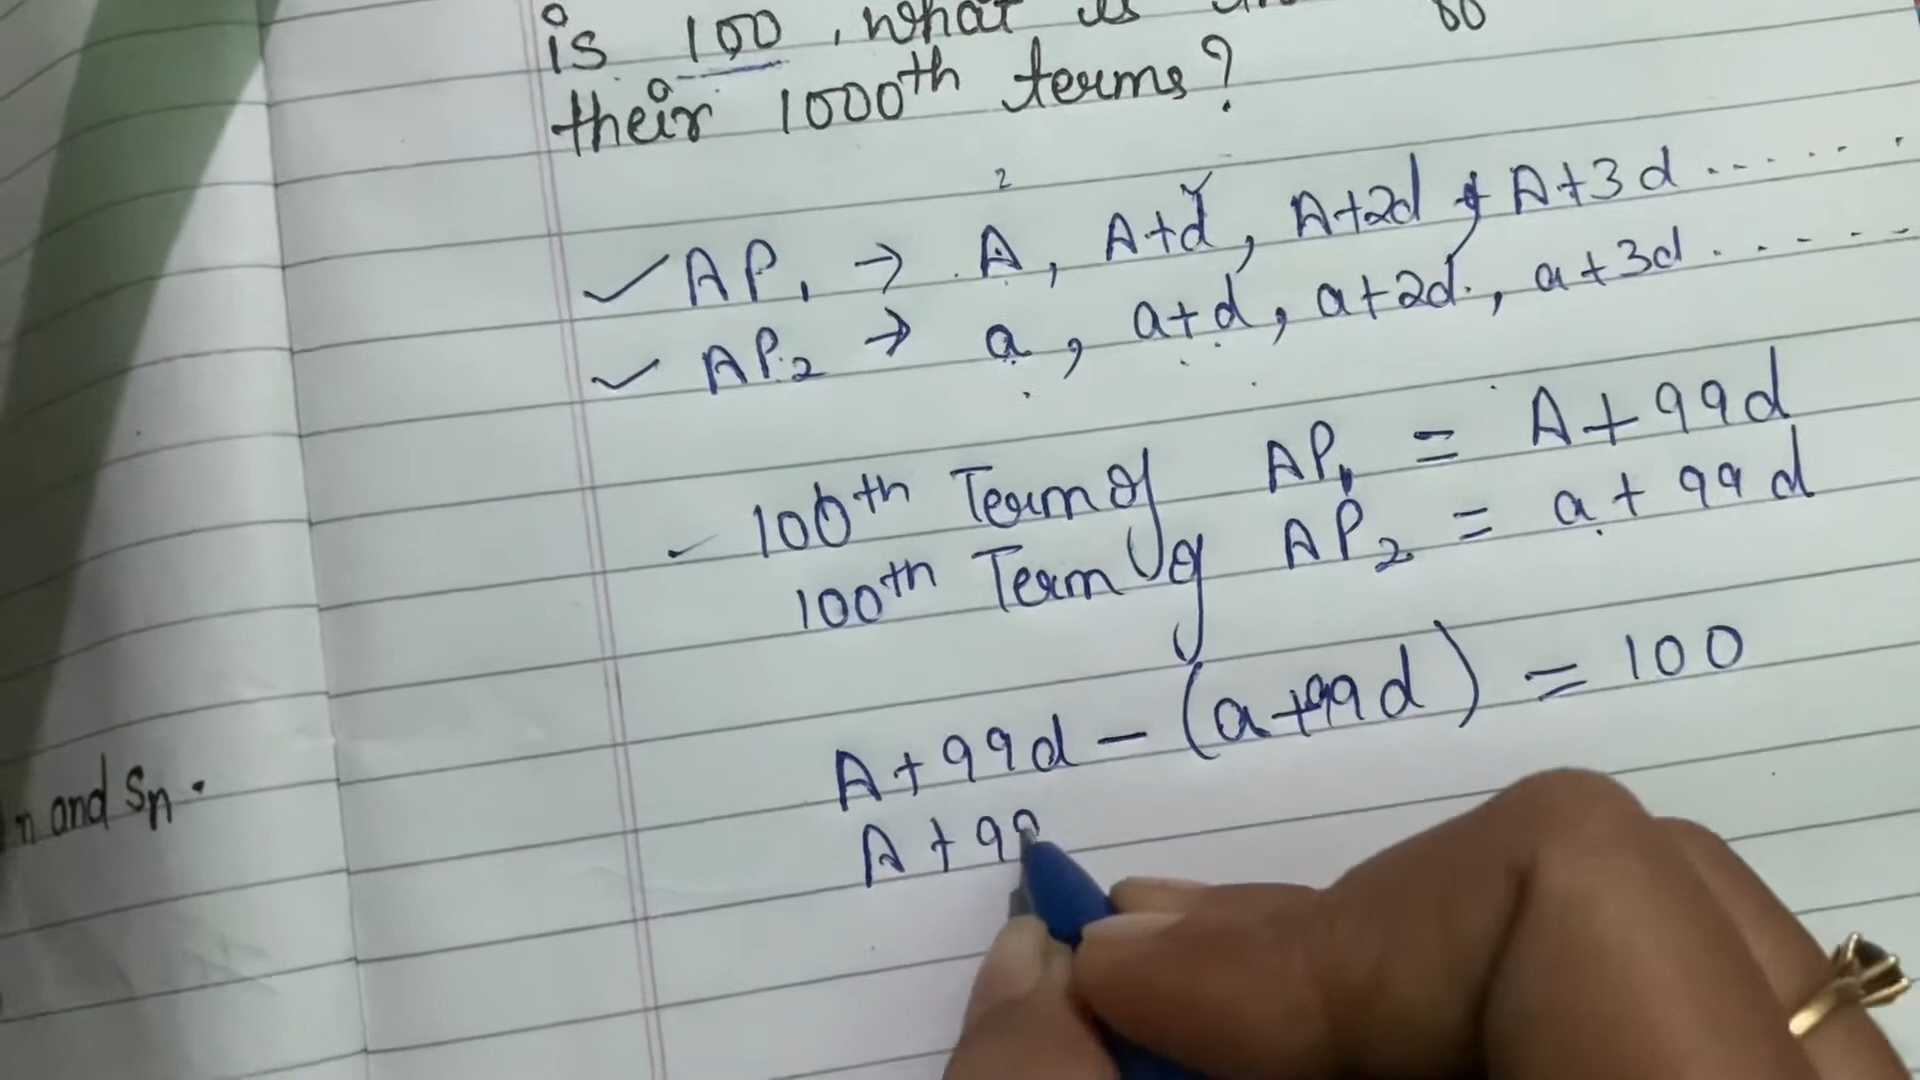 is 100, what is
their 1000th terms?
AP1 → A, A+d, A+2d, A+3d ......
AP2 → a, a+d, a+2d, a+3d ......
100th Term of AP1 = A+99d
100th Term of AP2 = a+99d
A+99d-(a+99d) = 100
A+99
n and Sn.